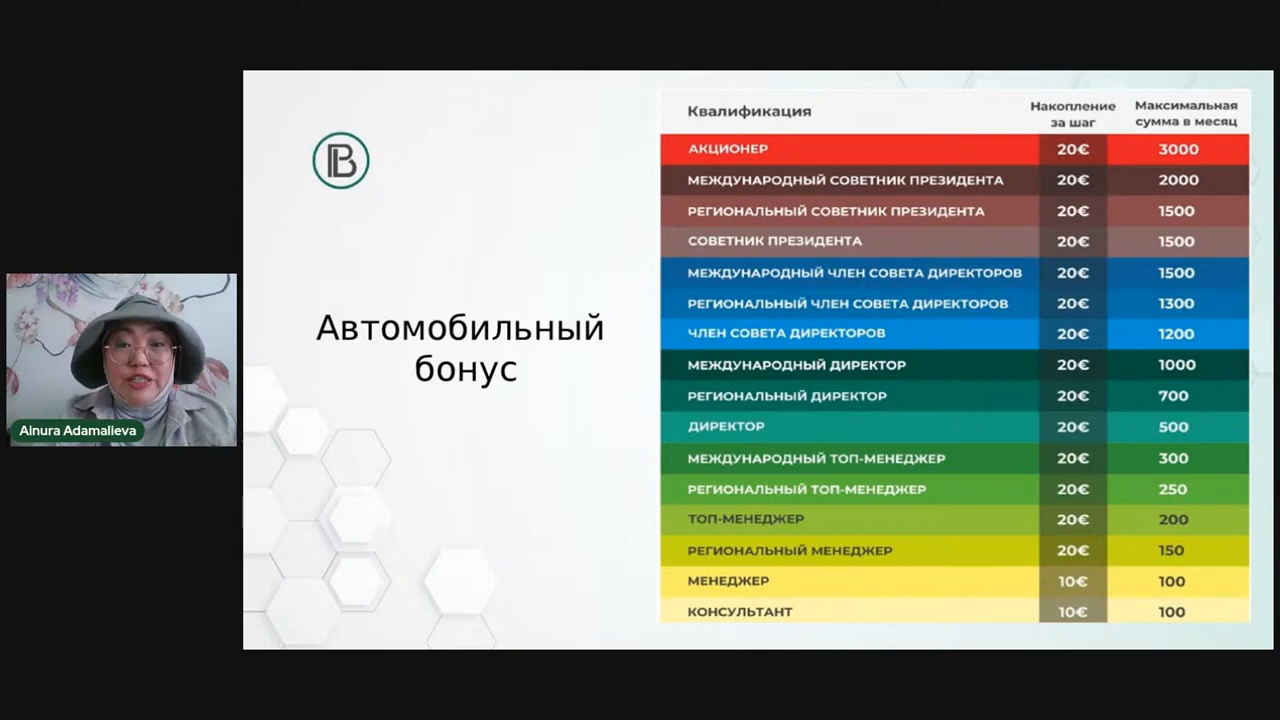 Квалификация
Накопление за шаг
Максимальная сумма в месяц
АКЦИОНЕР 20€ 3000
МЕЖДУНАРОДНЫЙ СОВЕТНИК ПРЕЗИДЕНТА 20€ 2000
РЕГИОНАЛЬНЫЙ СОВЕТНИК ПРЕЗИДЕНТА 20€ 1500
СОВЕТНИК ПРЕЗИДЕНТА 20€ 1500
МЕЖДУНАРОДНЫЙ ЧЛЕН СОВЕТА ДИРЕКТОРОВ 20€ 1500
РЕГИОНАЛЬНЫЙ ЧЛЕН СОВЕТА ДИРЕКТОРОВ 20€ 1300
ЧЛЕН СОВЕТА ДИРЕКТОРОВ 20€ 1200
МЕЖДУНАРОДНЫЙ ДИРЕКТОР 20€ 1000
РЕГИОНАЛЬНЫЙ ДИРЕКТОР 20€ 700
ДИРЕКТОР 20€ 500
МЕЖДУНАРОДНЫЙ ТОП-МЕНЕДЖЕР 20€ 300
РЕГИОНАЛЬНЫЙ ТОП-МЕНЕДЖЕР 20€ 250
ТОП-МЕНЕДЖЕР 20€ 200
РЕГИОНАЛЬНЫЙ МЕНЕДЖЕР 20€ 150
МЕНЕДЖЕР 10€ 100
КОНСУЛЬТАНТ 10€ 100
Автомобильный
бонус
B
Ainura Adamalieva